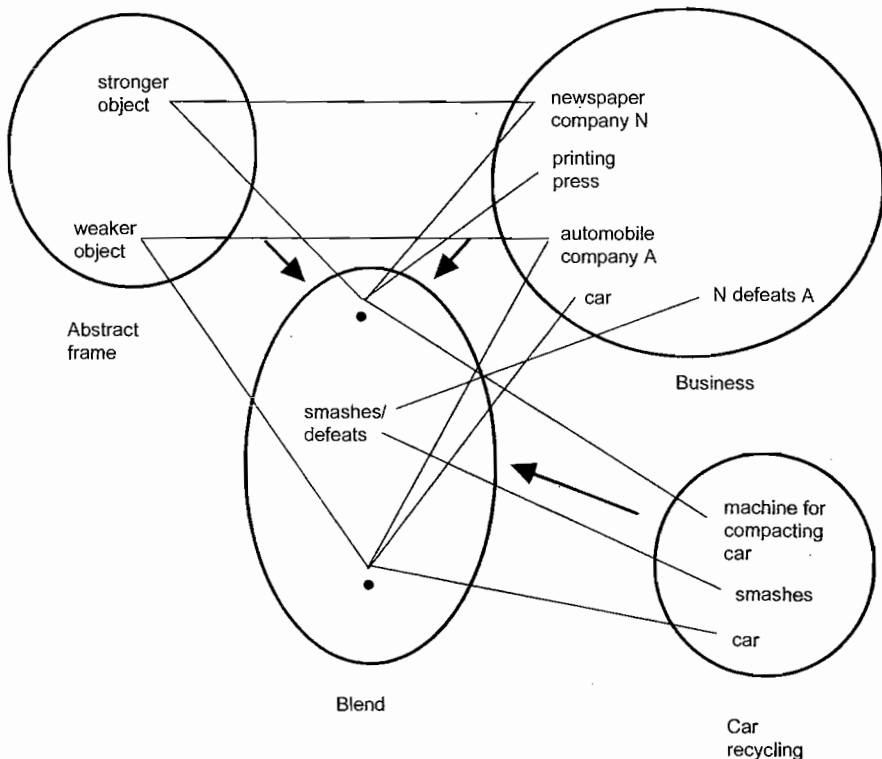 stronger
object
weaker
object
Abstract
frame
newspaper
company N
printing
press
automobile
company A
car
N defeats A
Business
smashes/
defeats
Blend
machine for
compacting
car
smashes
car
Car
recycling